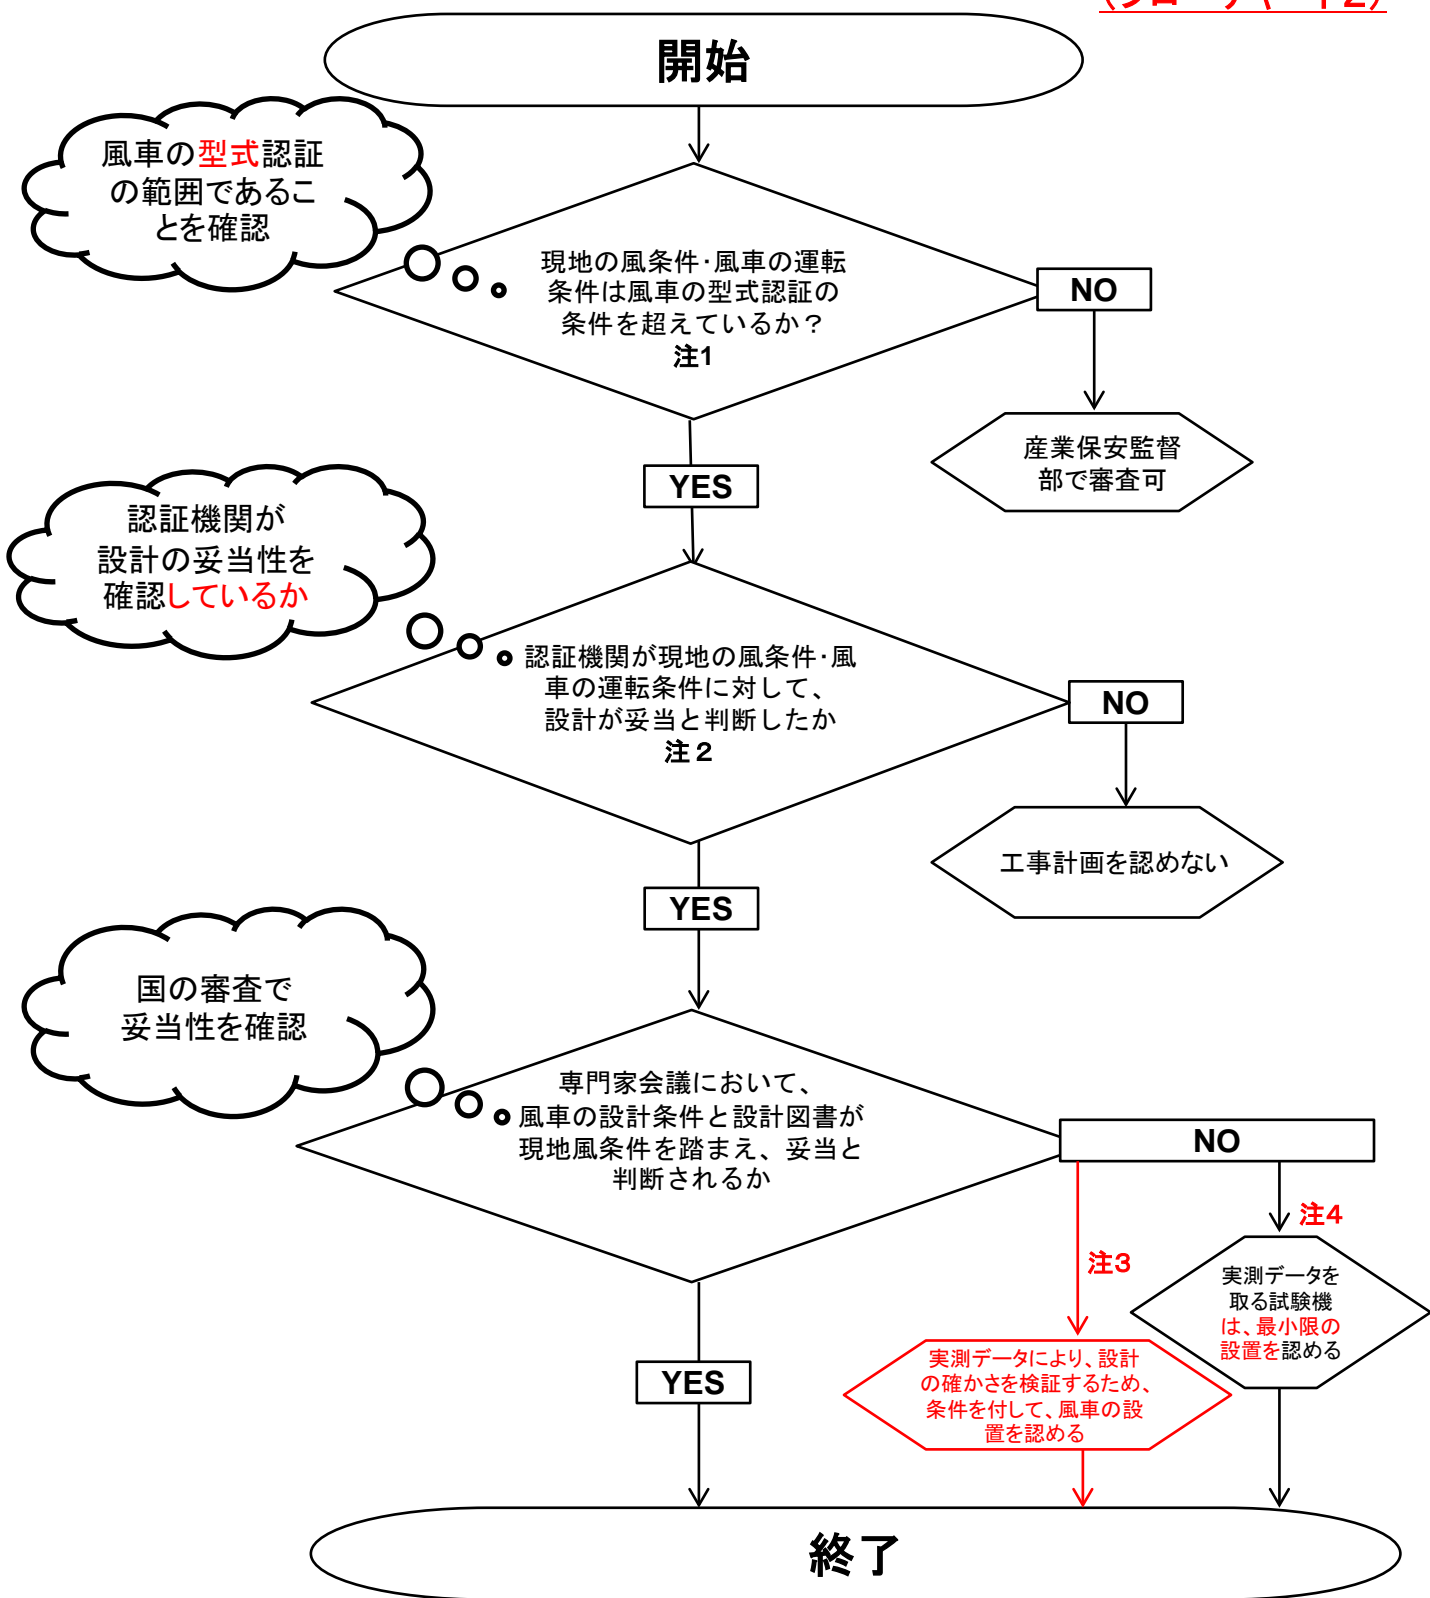 開始
風車の型式認証
の範囲であるこ
とを確認
現地の風条件・風車の運転
条件は風車の型式認証の
条件を超えているか？
注1
NO
産業保安監督
部で審査可
YES
認証機関が
設計の妥当性を
確認しているか
認証機関が現地の風条件・風
車の運転条件に対して、
設計が妥当と判断したか
注２
NO
工事計画を認めない
YES
国の審査で
妥当性を確認
専門家会議において、
風車の設計条件と設計図書が
現地風条件を踏まえ、妥当と
判断されるか
NO
注4
注3
実測データを
取る試験機
は、最小限の
設置を認める
実測データにより、設計
の確かさを検証するため、
条件を付して、風車の設
置を認める
YES
終了